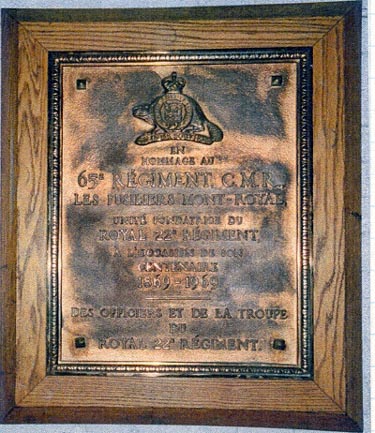 EN
HOMMAGE AU
65E RÉGIMENT C.M.R.
LES FUSILIERS MONT-ROYAL,
UNITÉ FONDATRICE DU
ROYAL 22E RÉGIMENT,
À L'OCCASION DE SON
CENTENAIRE
1869-1969
DES OFFICIERS ET DE LA TROUPE
DU
ROYAL 22E RÉGIMENT.